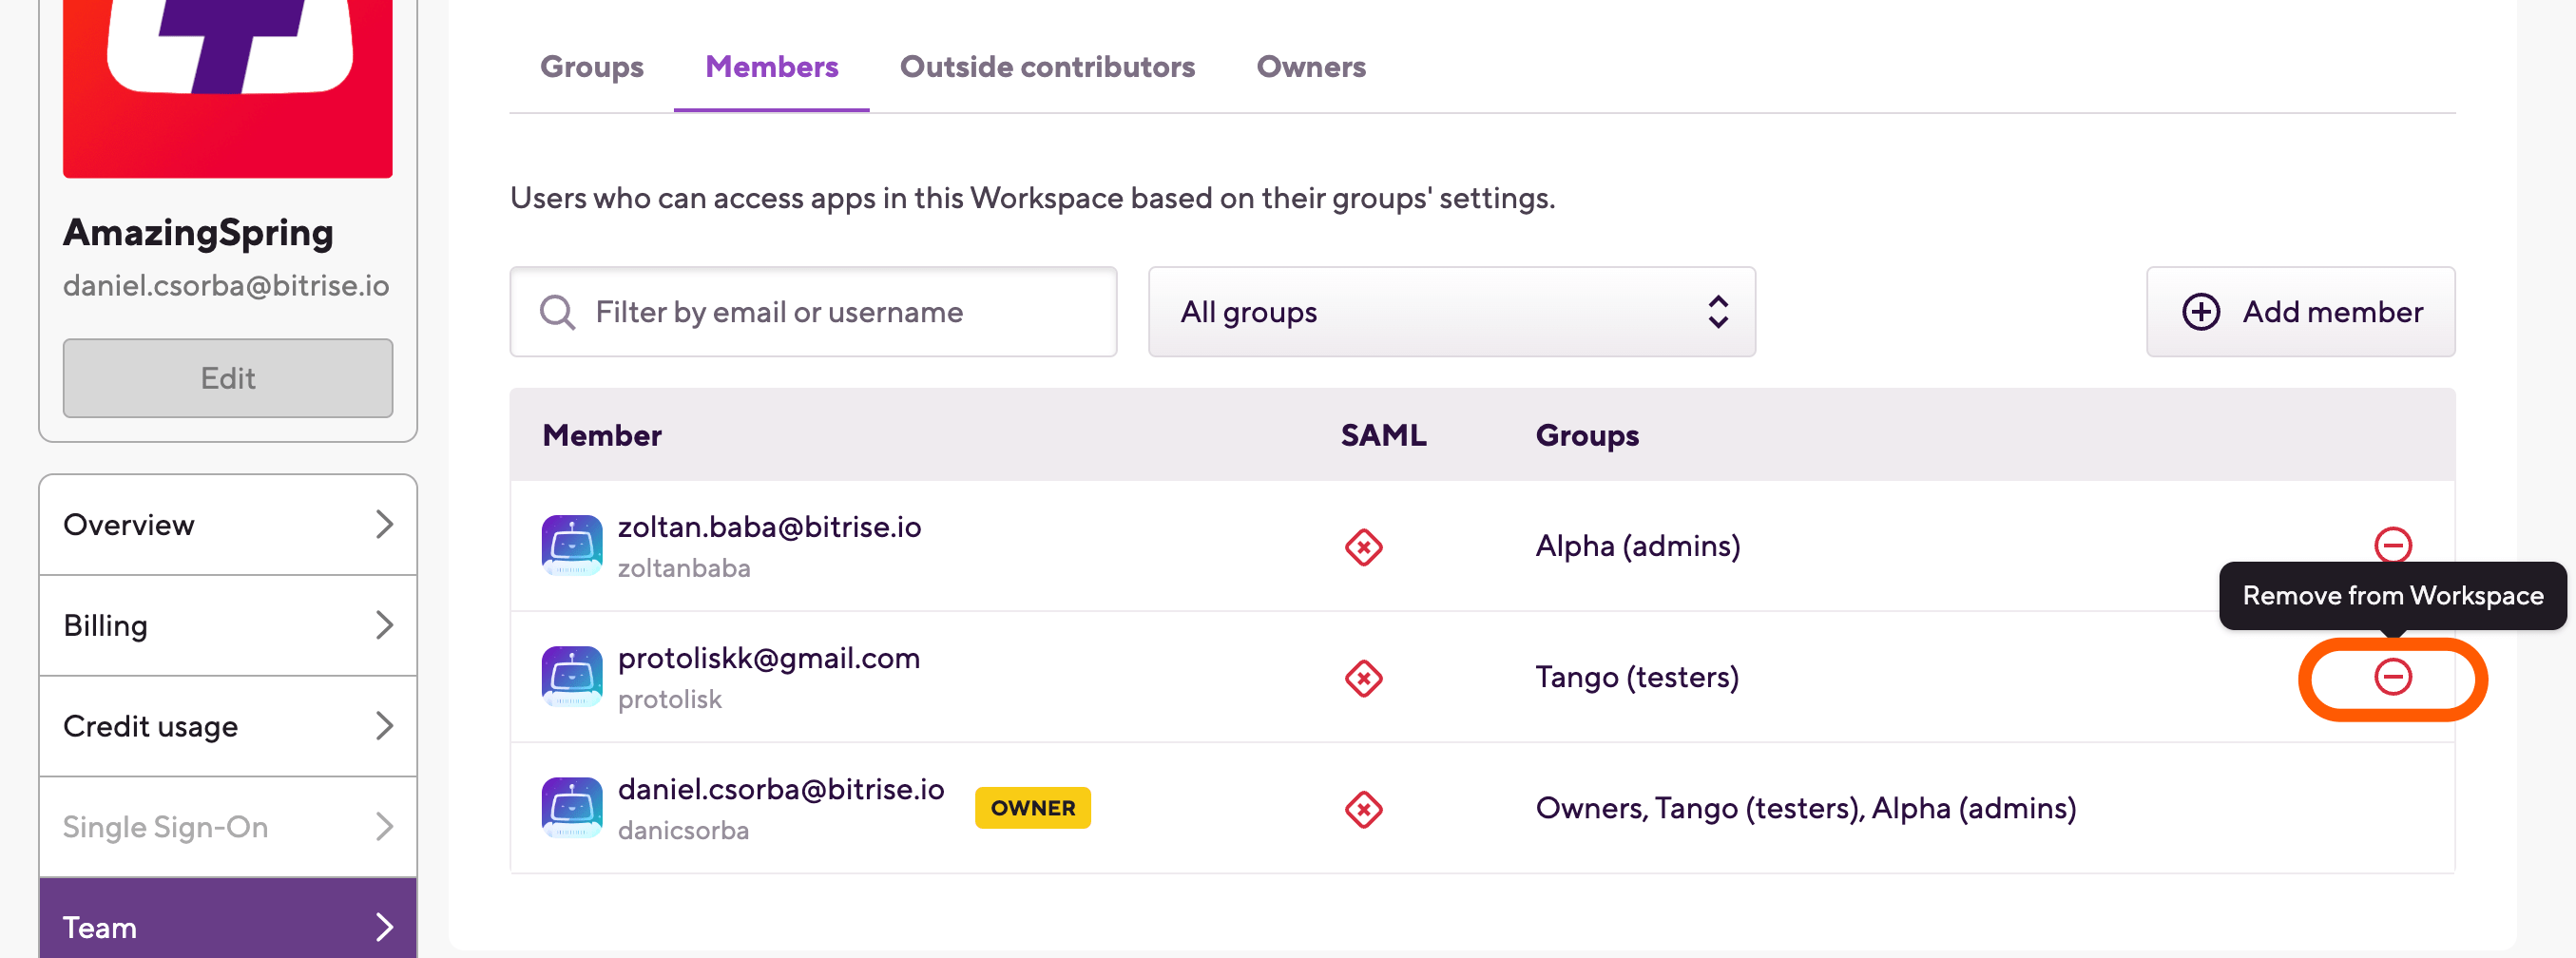 AmazingSpring
daniel.csorba@bitrise.io
Edit
Overview
Billing
Credit usage
Single Sign-On
Team
Groups Members Outside contributors Owners
Users who can access apps in this Workspace based on their groups' settings.
Filter by email or username All groups Add member
Member SAML Groups
zoltan.baba@bitrise.io
zoltanbaba
Alpha (admins)
Remove from Workspace
protoliskk@gmail.com
protolisk
Tango (testers)
daniel.csorba@bitrise.io
danicsorba
OWNER
Owners, Tango (testers), Alpha (admins)